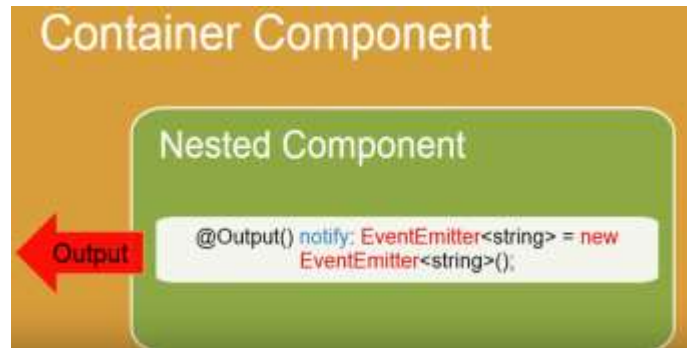 Container Component
Nested Component
@Output() notify: EventEmitter<string> = new
EventEmitter<string>();
Output